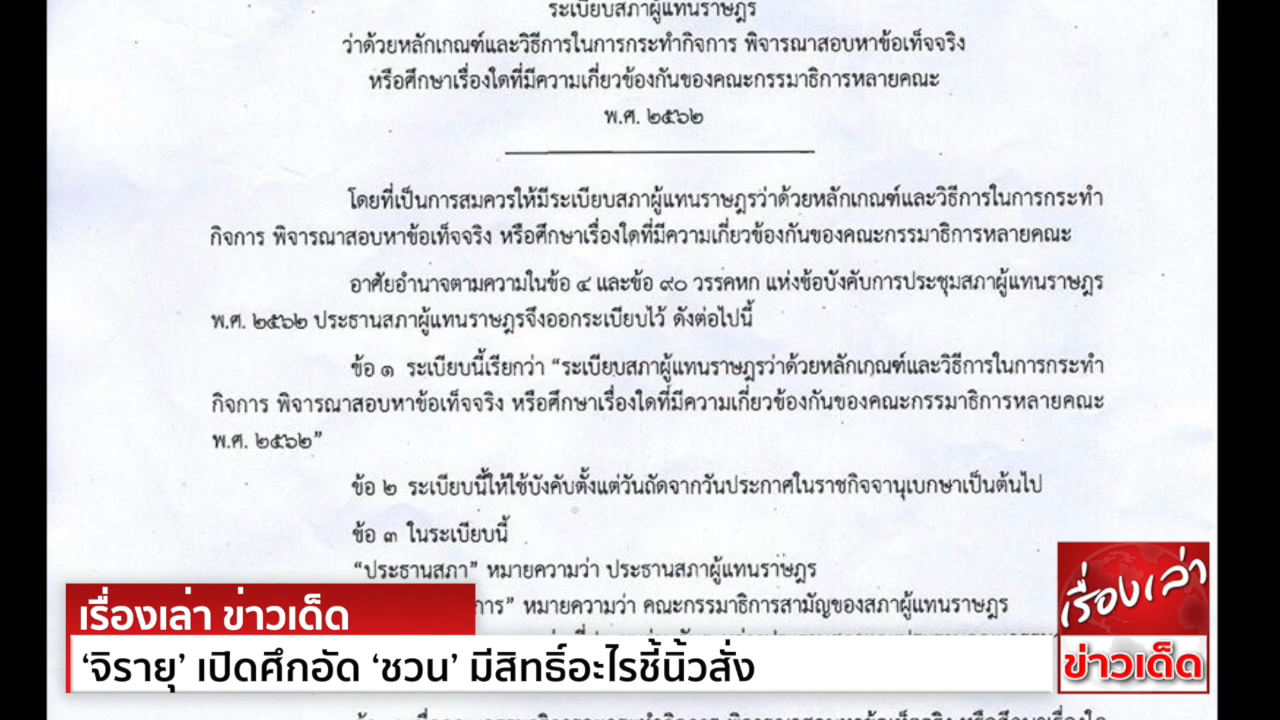 ระเบียบสภาผู้แทนราษฎร
ว่าด้วยหลักเกณฑ์และวิธีการในการกระทำกิจการ พิจารณาสอบหาข้อเท็จจริง
หรือศึกษาเรื่องใดที่มีความเกี่ยวข้องกันของคณะกรรมาธิการหลายคณะ
พ.ศ. ๒๕๖๒
โดยที่เป็นการสมควรให้มีระเบียบสภาผู้แทนราษฎรว่าด้วยหลักเกณฑ์และวิธีการในการกระทำ
กิจการ พิจารณาสอบหาข้อเท็จจริง หรือศึกษาเรื่องใดที่มีความเกี่ยวข้องกันของคณะกรรมาธิการหลายคณะ
อาศัยอำนาจตามความในข้อ ๔ และข้อ ๙๐ วรรคหก แห่งข้อบังคับการประชุมสภาผู้แทนราษฎร
พ.ศ. ๒๕๖๒ ประธานสภาผู้แทนราษฎรจึงออกระเบียบไว้ ดังต่อไปนี้
ข้อ ๑ ระเบียบนี้เรียกว่า “ระเบียบสภาผู้แทนราษฎรว่าด้วยหลักเกณฑ์และวิธีการในการกระทำ
กิจการ พิจารณาสอบหาข้อเท็จจริง หรือศึกษาเรื่องใดที่มีความเกี่ยวข้องกันของคณะกรรมาธิการหลายคณะ
พ.ศ. ๒๕๖๒”
ข้อ ๒ ระเบียบนี้ให้ใช้บังคับตั้งแต่วันถัดจากวันประกาศในราชกิจจานุเบกษาเป็นต้นไป
ข้อ ๓ ในระเบียบนี้
“ประธานสภา” หมายความว่า ประธานสภาผู้แทนราษฎร
การ” หมายความว่า คณะกรรมาธิการสามัญของสภาผู้แทนราษฎร
เรื่องเล่า ข่าวเด็ด
‘จิรายุ’ เปิดศึกอัด ‘ชวน’ มีสิทธิ์อะไรชี้นิ้วสั่ง
เรื่องเล่า
ข่าวเด็ด